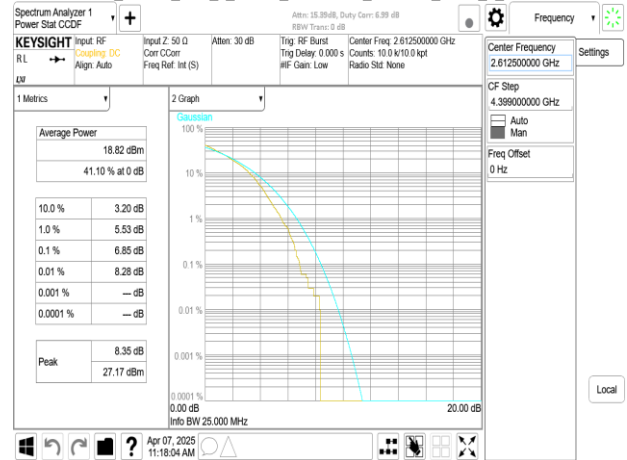 Spectrum Analyzer 1
Power Stat CCDF
Attn: 15.39dB, Duty Corr: 6.99 dB
RBW Trans: 0 dB
Frequency
KEYSIGHT
RL
LXI
Input: RF
Coupling: DC
Align: Auto
Input Z: 50 Ω
Corr CCorr
Freq Ref: Int (S)
Atten: 30 dB
Trig: RF Burst
Trig Delay: 0.000 s
#IF Gain: Low
Center Freq: 2.612500000 GHz
Counts: 10.0 k/10.0 kpt
Radio Std: None
Center Frequency
2.612500000 GHz
Settings
CF Step
4.399000000 GHz
Auto
Man
Freq Offset
0 Hz
1 Metrics
Average Power
18.82 dBm
41.10 % at 0 dB
10.0 % 3.20 dB
1.0 % 5.53 dB
0.1 % 6.85 dB
0.01 % 8.28 dB
0.001 % --- dB
0.0001 % --- dB
Peak
8.35 dB
27.17 dBm
2 Graph
Gaussian
100 %
10 %
1 %
0.1 %
0.01 %
0.001 %
0.0001 %
0.00 dB
20.00 dB
Info BW 25.000 MHz
Local
Apr 07, 2025
11:18:04 AM